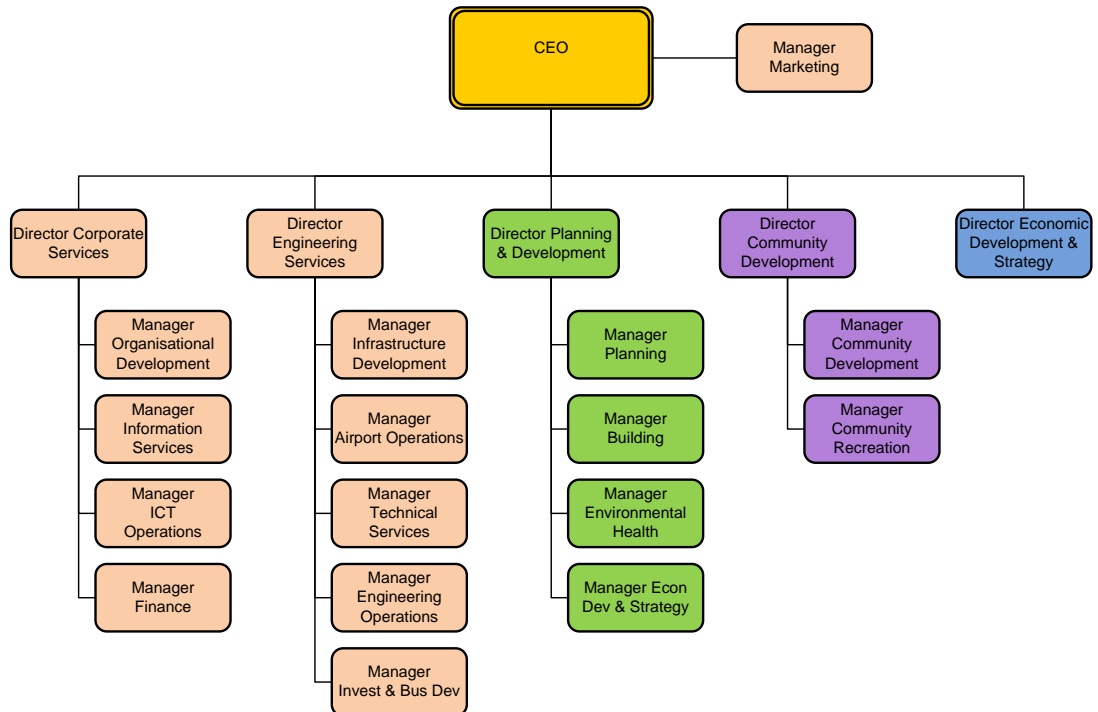 CEO
Manager
Marketing
Director Corporate
Services
Director
Engineering
Services
Director Planning
& Development
Director
Community
Development
Director Economic
Development &
Strategy
Manager
Organisational
Development
Manager
Information
Services
Manager
ICT
Operations
Manager
Finance
Manager
Infrastructure
Development
Manager
Airport Operations
Manager
Technical
Services
Manager
Engineering
Operations
Manager
Invest & Bus Dev
Manager
Planning
Manager
Building
Manager
Environmental
Health
Manager Econ
Dev & Strategy
Manager
Community
Development
Manager
Community
Recreation